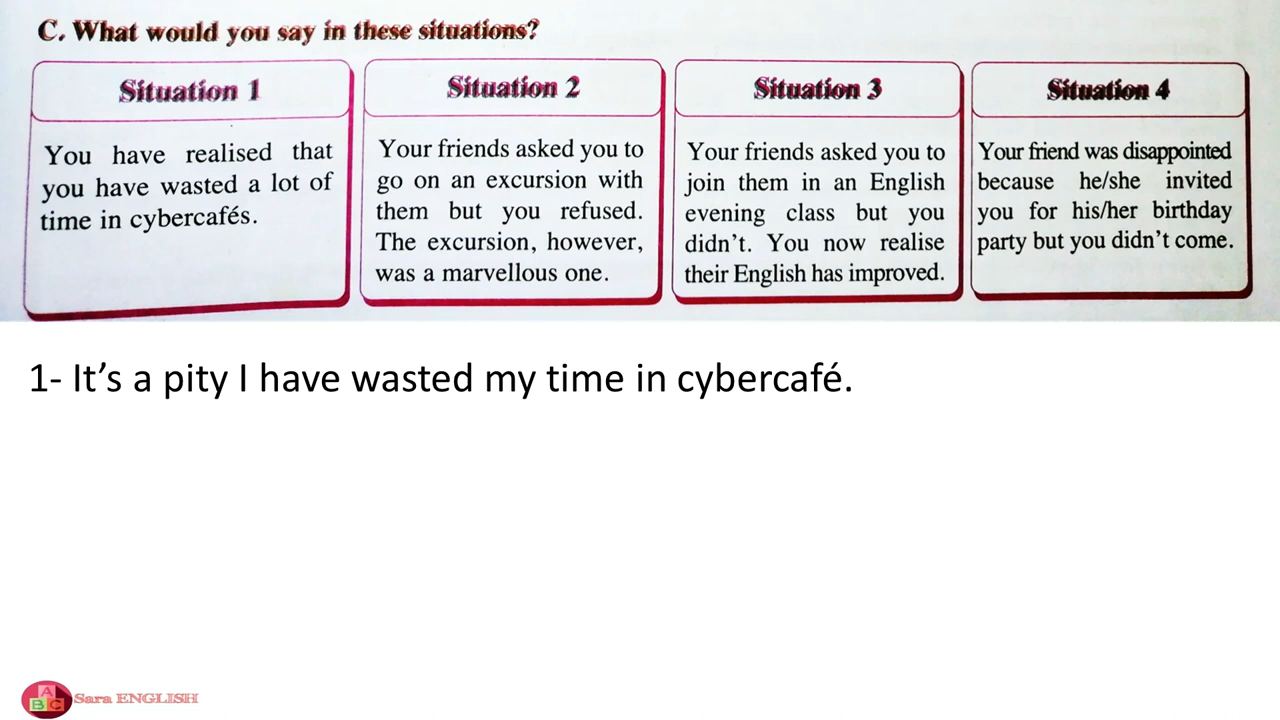 C. What would you say in these situations?
Situation 1
You have realised that
you have wasted a lot of
time in cybercafés.
Situation 2
Your friends asked you to
go on an excursion with
them but you refused.
The excursion, however,
was a marvellous one.
Situation 3
Your friends asked you to
join them in an English
evening class but you
didn't. You now realise
their English has improved.
Situation 4
Your friend was disappointed
because he/she invited
you for his/her birthday
party but you didn't come.
1- It's a pity I have wasted my time in cybercafé.
A
B C
Sara ENGLISH